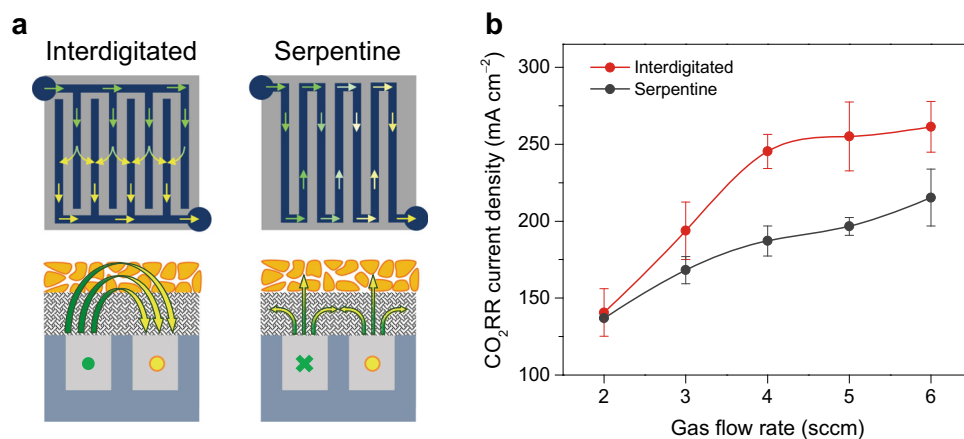 a
Interdigitated
Serpentine
b
CO₂RR current density (mA cm⁻²)
300
250
200
150
100
Interdigitated
Serpentine
2 3 4 5 6
Gas flow rate (sccm)